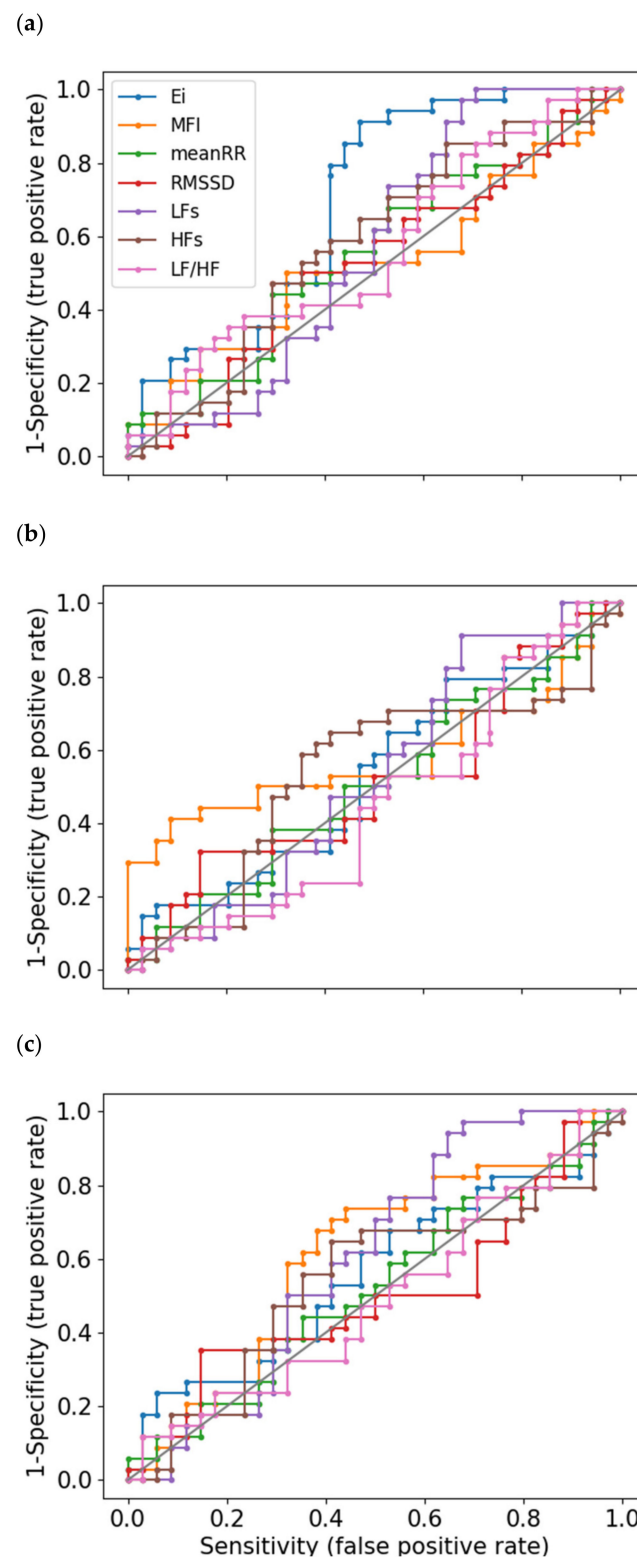 (a)
1.0
0.8
0.6
0.4
0.2
0.0
1-Specificity (true positive rate)
Ei
MFI
meanRR
RMSSD
LFs
HFs
LF/HF
(b)
1.0
0.8
0.6
0.4
0.2
0.0
1-Specificity (true positive rate)
(c)
1.0
0.8
0.6
0.4
0.2
0.0
1-Specificity (true positive rate)
0.0 0.2 0.4 0.6 0.8 1.0
Sensitivity (false positive rate)